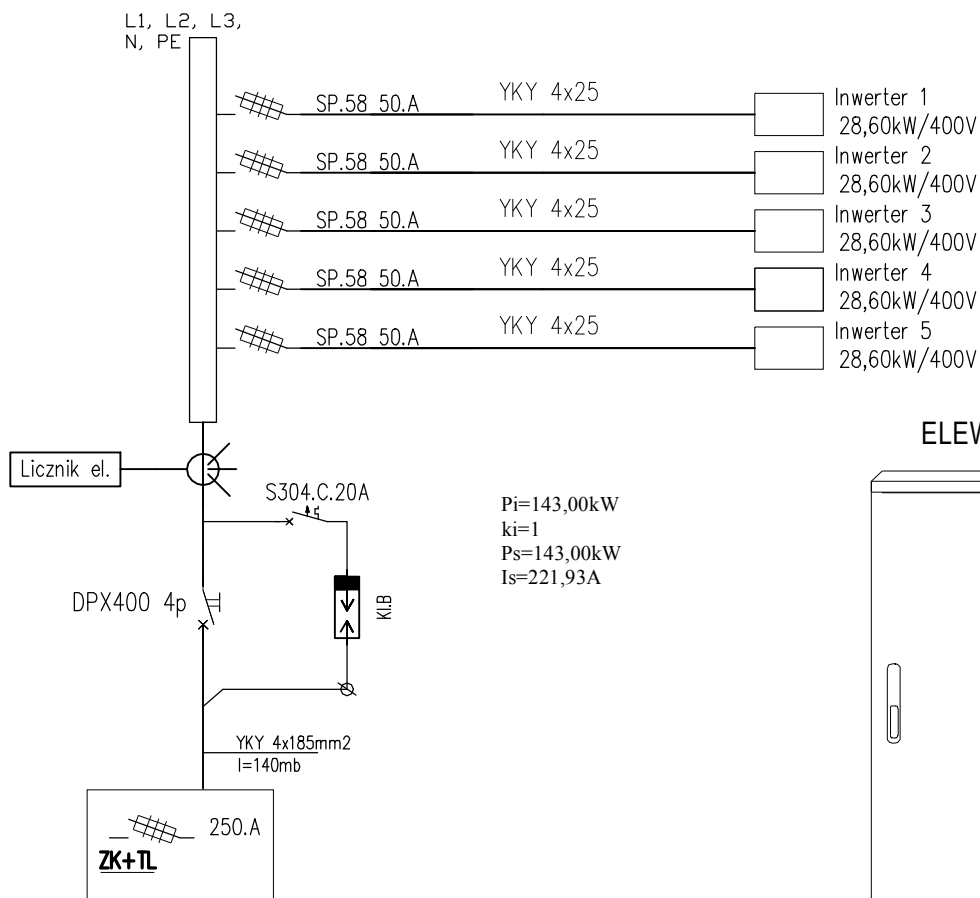 L1, L2, L3,
N, PE
SP.58 50.A
YKY 4x25
Inwerter 1
28,60kW/400V
SP.58 50.A
YKY 4x25
Inwerter 2
28,60kW/400V
SP.58 50.A
YKY 4x25
Inwerter 3
28,60kW/400V
SP.58 50.A
YKY 4x25
Inwerter 4
28,60kW/400V
SP.58 50.A
YKY 4x25
Inwerter 5
28,60kW/400V
ELEW
Licznik el.
S304.C.20A
Pi=143,00kW
ki=1
Ps=143,00kW
Is=221,93A
DPX400 4p
KI.B
YKY 4x185mm2
l=140mb
250.A
ZK+TL